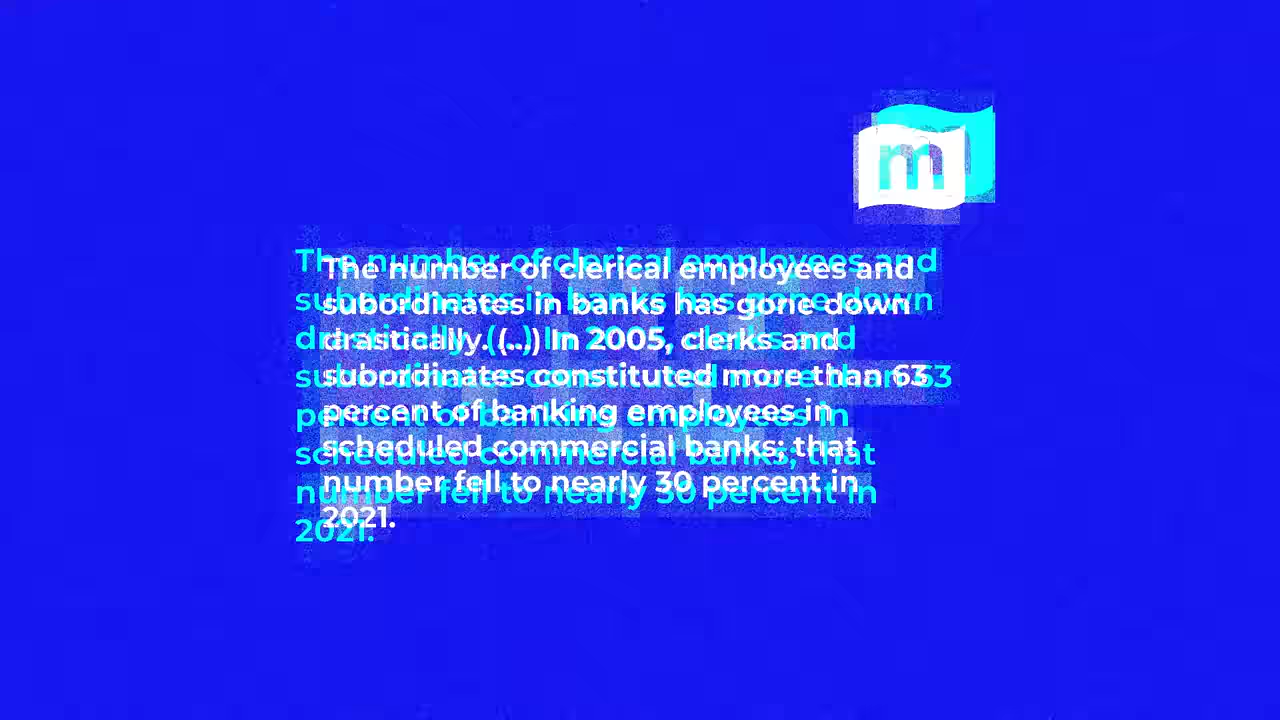 m
The number of clerical employees and
subordinates in banks has gone down
drastically. (...) In 2005, clerks and
subordinates constituted more than 63
percent of banking employees in
scheduled commercial banks; that
number fell to nearly 30 percent in
2021.